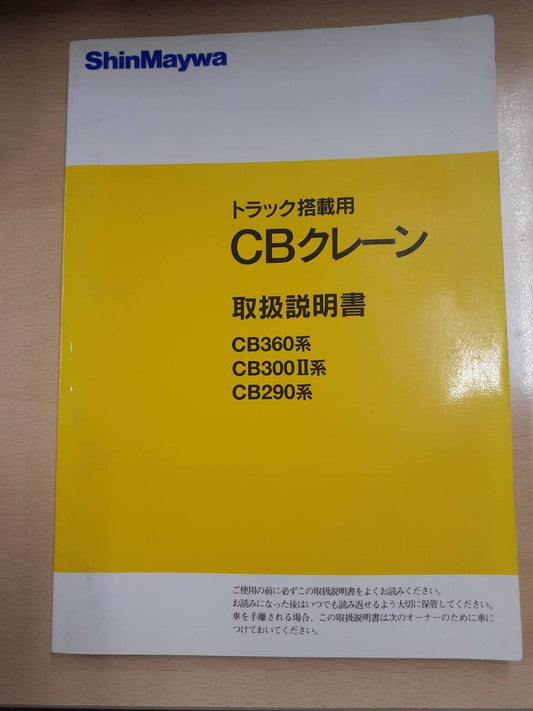 ShinMaywa
トラック搭載用
CBクレーン
取扱説明書
CB360系
CB300Ⅱ系
CB290系
ご使用の前に必ずこの取扱説明書をよくお読みください。
お読みになった後はいつでも読み返せるよう大切に保管してください。
車を手離される場合、この取扱説明書は次のオーナーのために車に
つけておいてください。